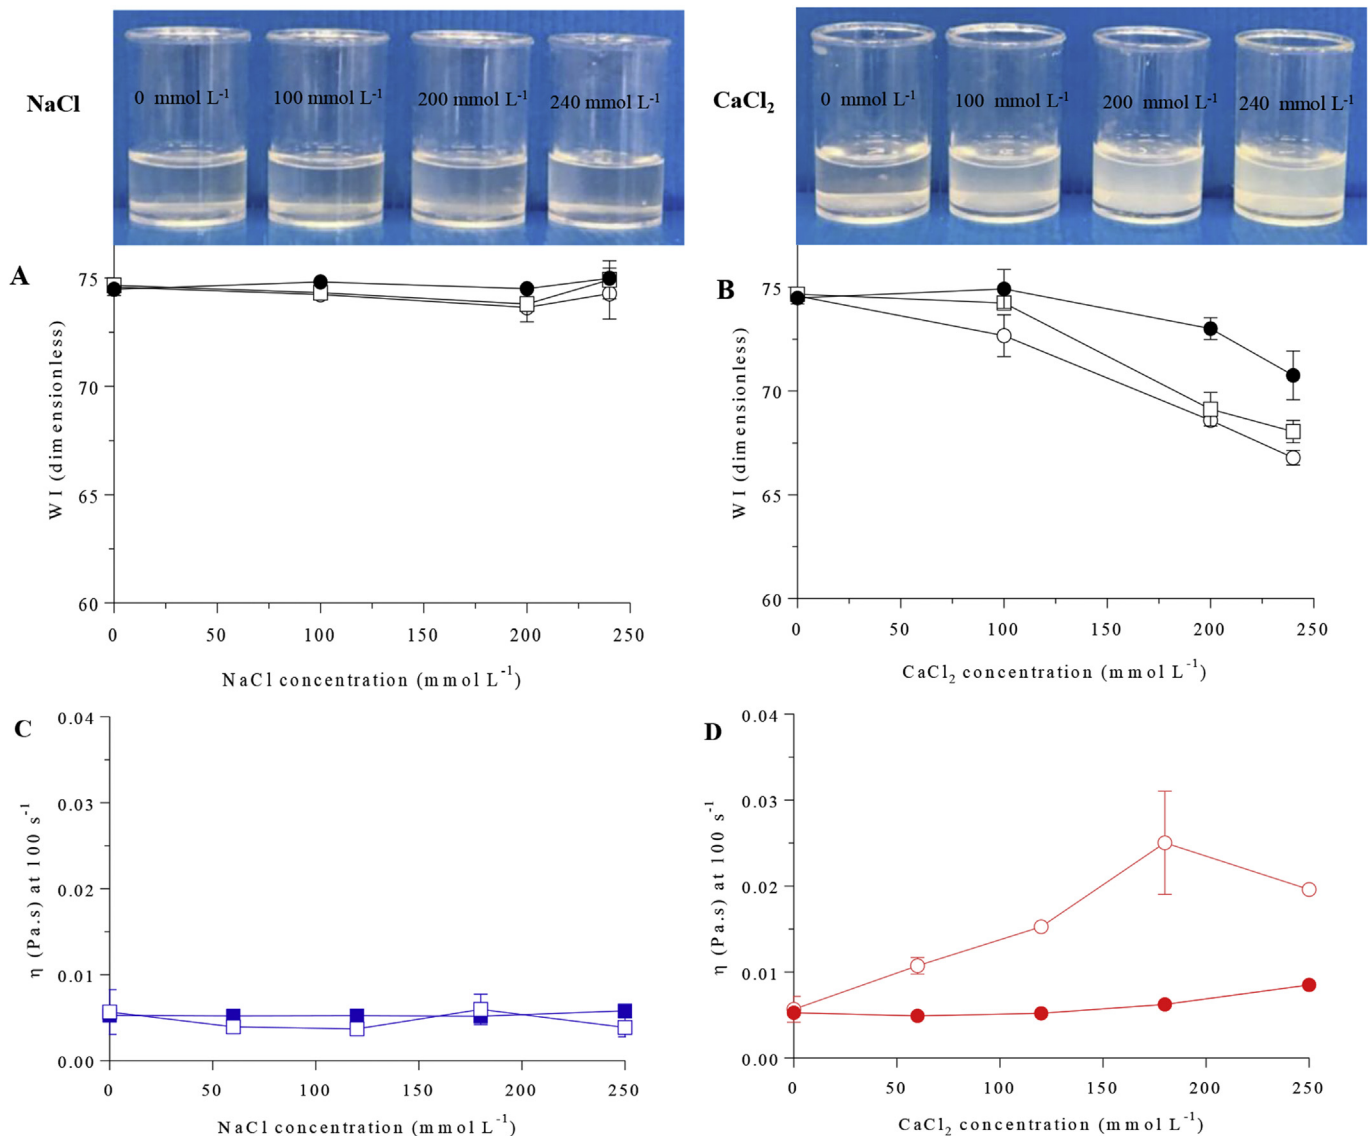 NaCl
0 mmol L-1
100 mmol L-1
200 mmol L-1
240 mmol L-1
CaCl2
0 mmol L-1
100 mmol L-1
200 mmol L-1
240 mmol L-1
A
75
70
65
60
WI (dimensionless)
0 50 100 150 200 250
NaCl concentration (mmol L-1)
B
75
70
65
60
WI (dimensionless)
0 50 100 150 200 250
CaCl2 concentration (mmol L-1)
C
0.04
0.03
0.02
0.01
0.00
η (Pa.s) at 100 s-1
0 50 100 150 200 250
NaCl concentration (mmol L-1)
D
0.04
0.03
0.02
0.01
0.00
η (Pa.s) at 100 s-1
0 50 100 150 200 250
CaCl2 concentration (mmol L-1)